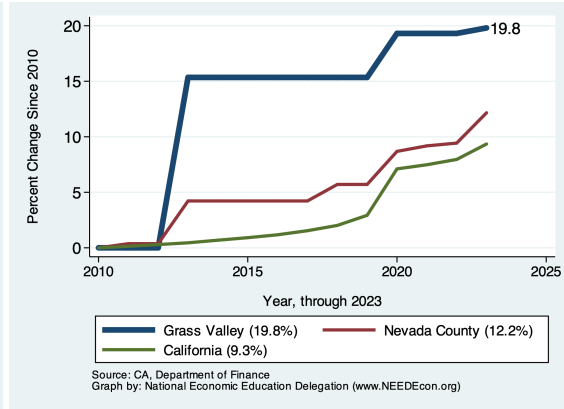 Percent Change Since 2010
20
15
10
5
0
19.8
2010
2015
2020
2025
Year, through 2023
Grass Valley (19.8%)
Nevada County (12.2%)
California (9.3%)
Source: CA, Department of Finance
Graph by: National Economic Education Delegation (www.NEEDEcon.org)